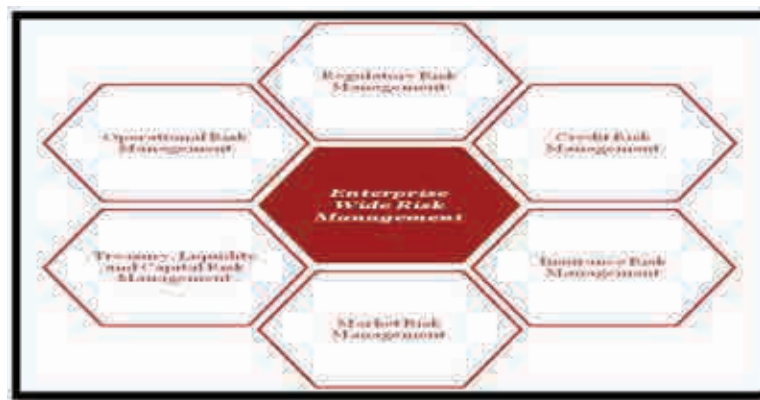 Regulatory Risk
Management
Operational Risk
Management
Credit Risk
Management
Enterprise
Wide Risk
Management
Treasury, Liquidity
and Capital Risk
Management
Insurance Risk
Management
Market Risk
Management